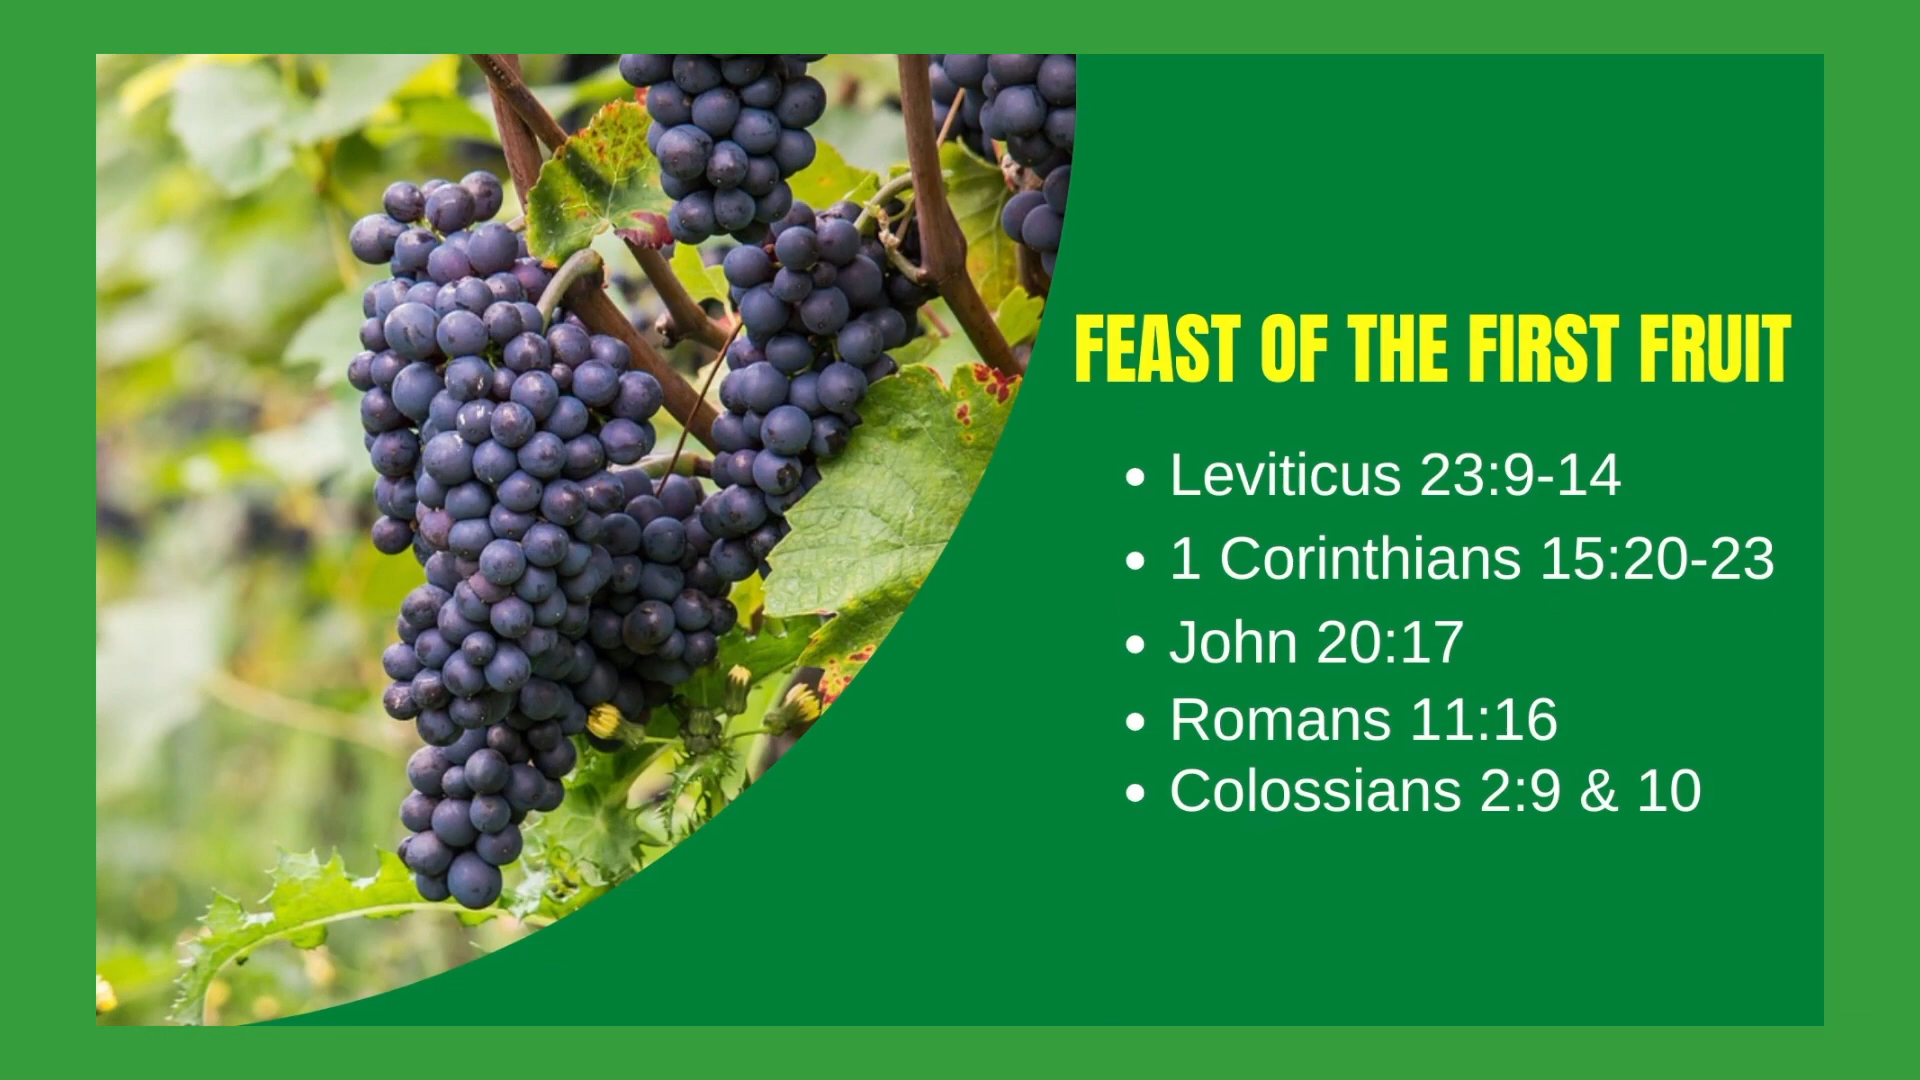 FEAST OF THE FIRST FRUIT
• Leviticus 23:9-14
• 1 Corinthians 15:20-23
• John 20:17
• Romans 11:16
• Colossians 2:9 & 10